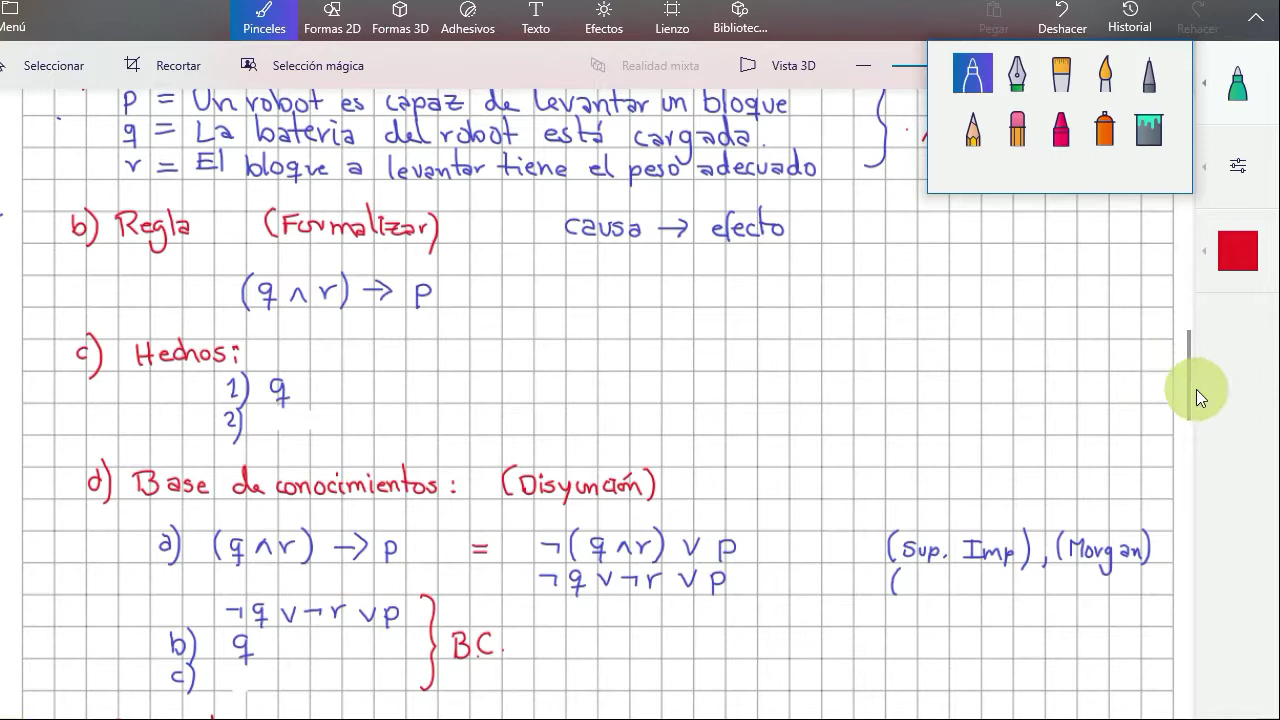 Menú
Pinceles
Formas 2D
Formas 3D
Adhesivos
Texto
Efectos
Lienzo
Bibliotec...
Pegar
Deshacer
Historial
Rehacer
Seleccionar
Recortar
Selección mágica
Realidad mixta
Vista 3D
p = Un robot es capaz de levantar un bloque
q = La bateria del robot está cargada.
r = El bloque a levantar tiene el peso adecuado
b) Regla (Formalizar) causa → efecto
(q ∧ r) → p
c) Hechos:
1) q
2)
d) Base de conocimientos: (Disyunción)
a) (q ∧ r) → p = ¬(q ∧ r) ∨ p (Sup. Imp), (Morgan)
¬q ∨ ¬r ∨ p (
¬q ∨ ¬r ∨ p
b) q
c)
B.C.